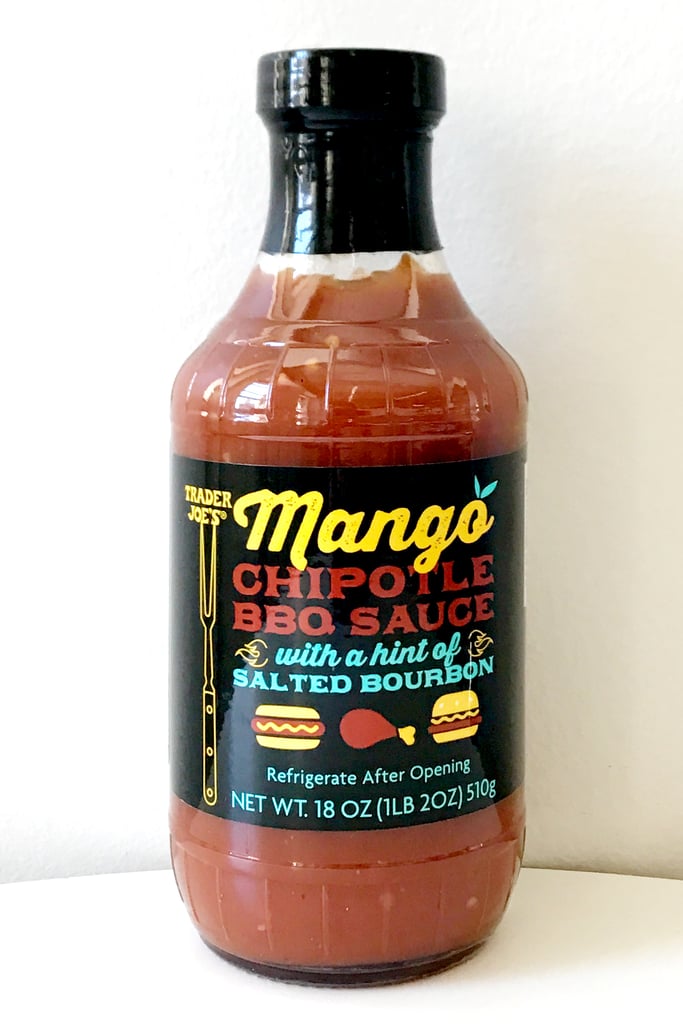 TRADER
JOE'S®
Mango
CHIPOTLE
BBQ SAUCE
with a hint of
SALTED BOURBON
Refrigerate After Opening
NET WT. 18 OZ (1LB 2OZ) 510g